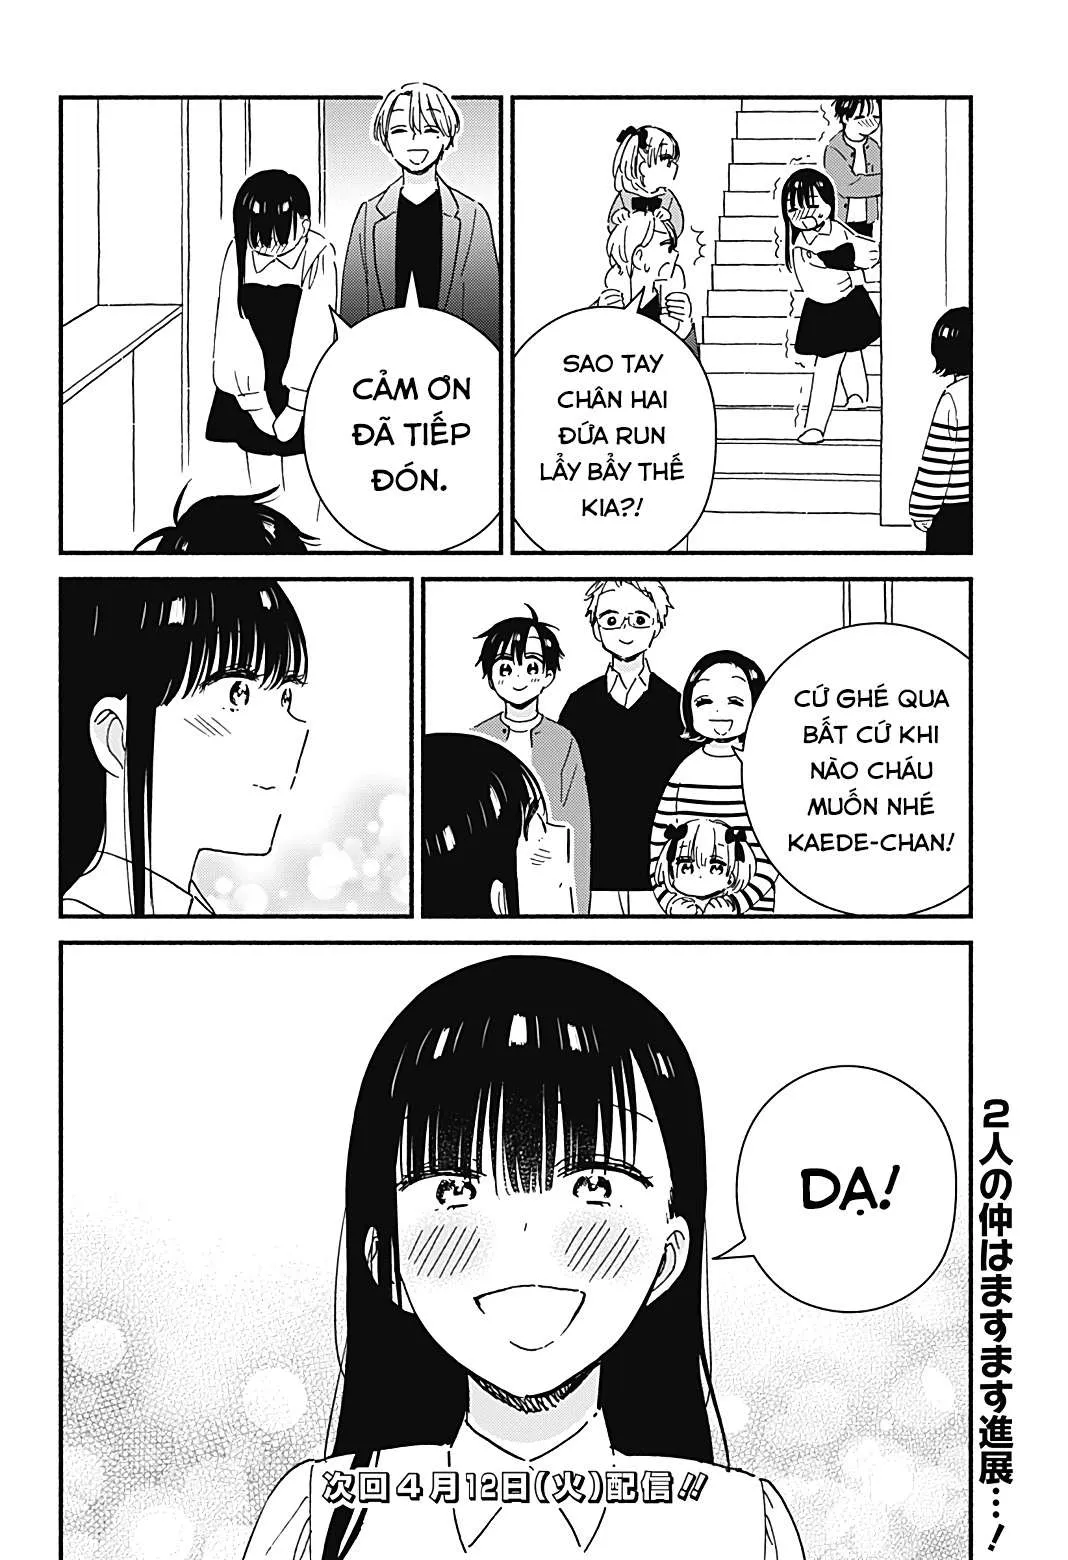 SAO TAY
CHÂN HAI
ĐỨA RUN
LẨY BẨY THẾ
KIA?!
CẢM ƠN
ĐÃ TIẾP
ĐÓN.
CỨ GHÉ QUA
BẤT CỨ KHI
NÀO CHÁU
MUỐN NHÉ
KAEDE-CHAN!
DẠ!
2人の仲はますます進展…!
次回4月12日(火)配信!!